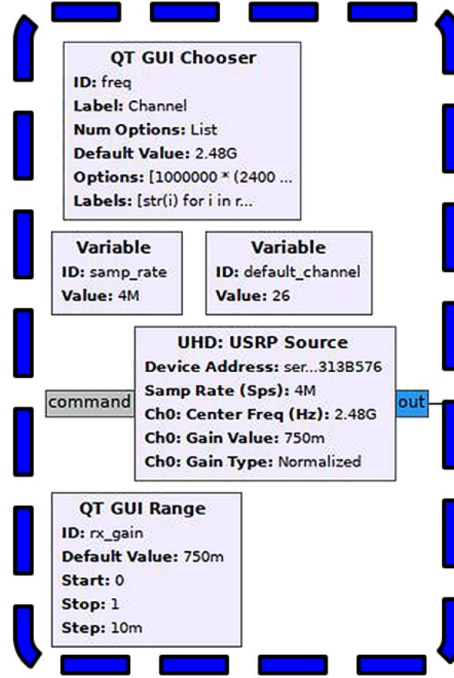 QT GUI Chooser
ID: freq
Label: Channel
Num Options: List
Default Value: 2.48G
Options: [1000000 * (2400 ...
Labels: [str(i) for i in r...
Variable
ID: samp_rate
Value: 4M
Variable
ID: default_channel
Value: 26
UHD: USRP Source
Device Address: ser...313B576
Samp Rate (Sps): 4M
Ch0: Center Freq (Hz): 2.48G
Ch0: Gain Value: 750m
Ch0: Gain Type: Normalized
command
out
QT GUI Range
ID: rx_gain
Default Value: 750m
Start: 0
Stop: 1
Step: 10m